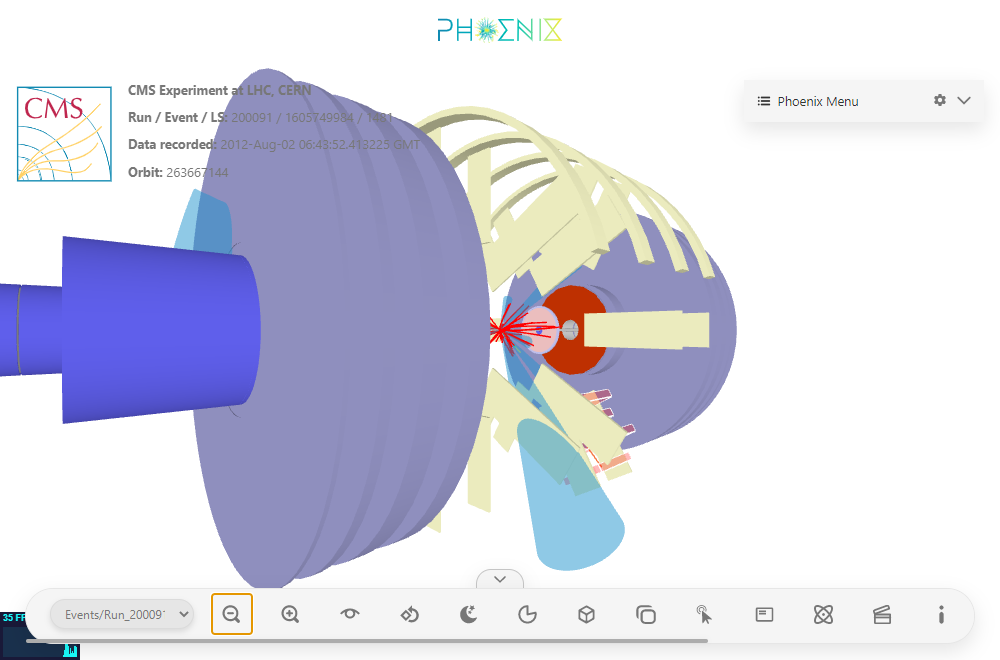 PHOENIX
CMS
CMS Experiment at LHC, CERN
Run / Event / LS: 200091 / 1605749984 / 1481
Data recorded: 2012-Aug-02 06:43:52.413225 GMT
Orbit: 263667144
Phoenix Menu
Events/Run_20009
35 FP